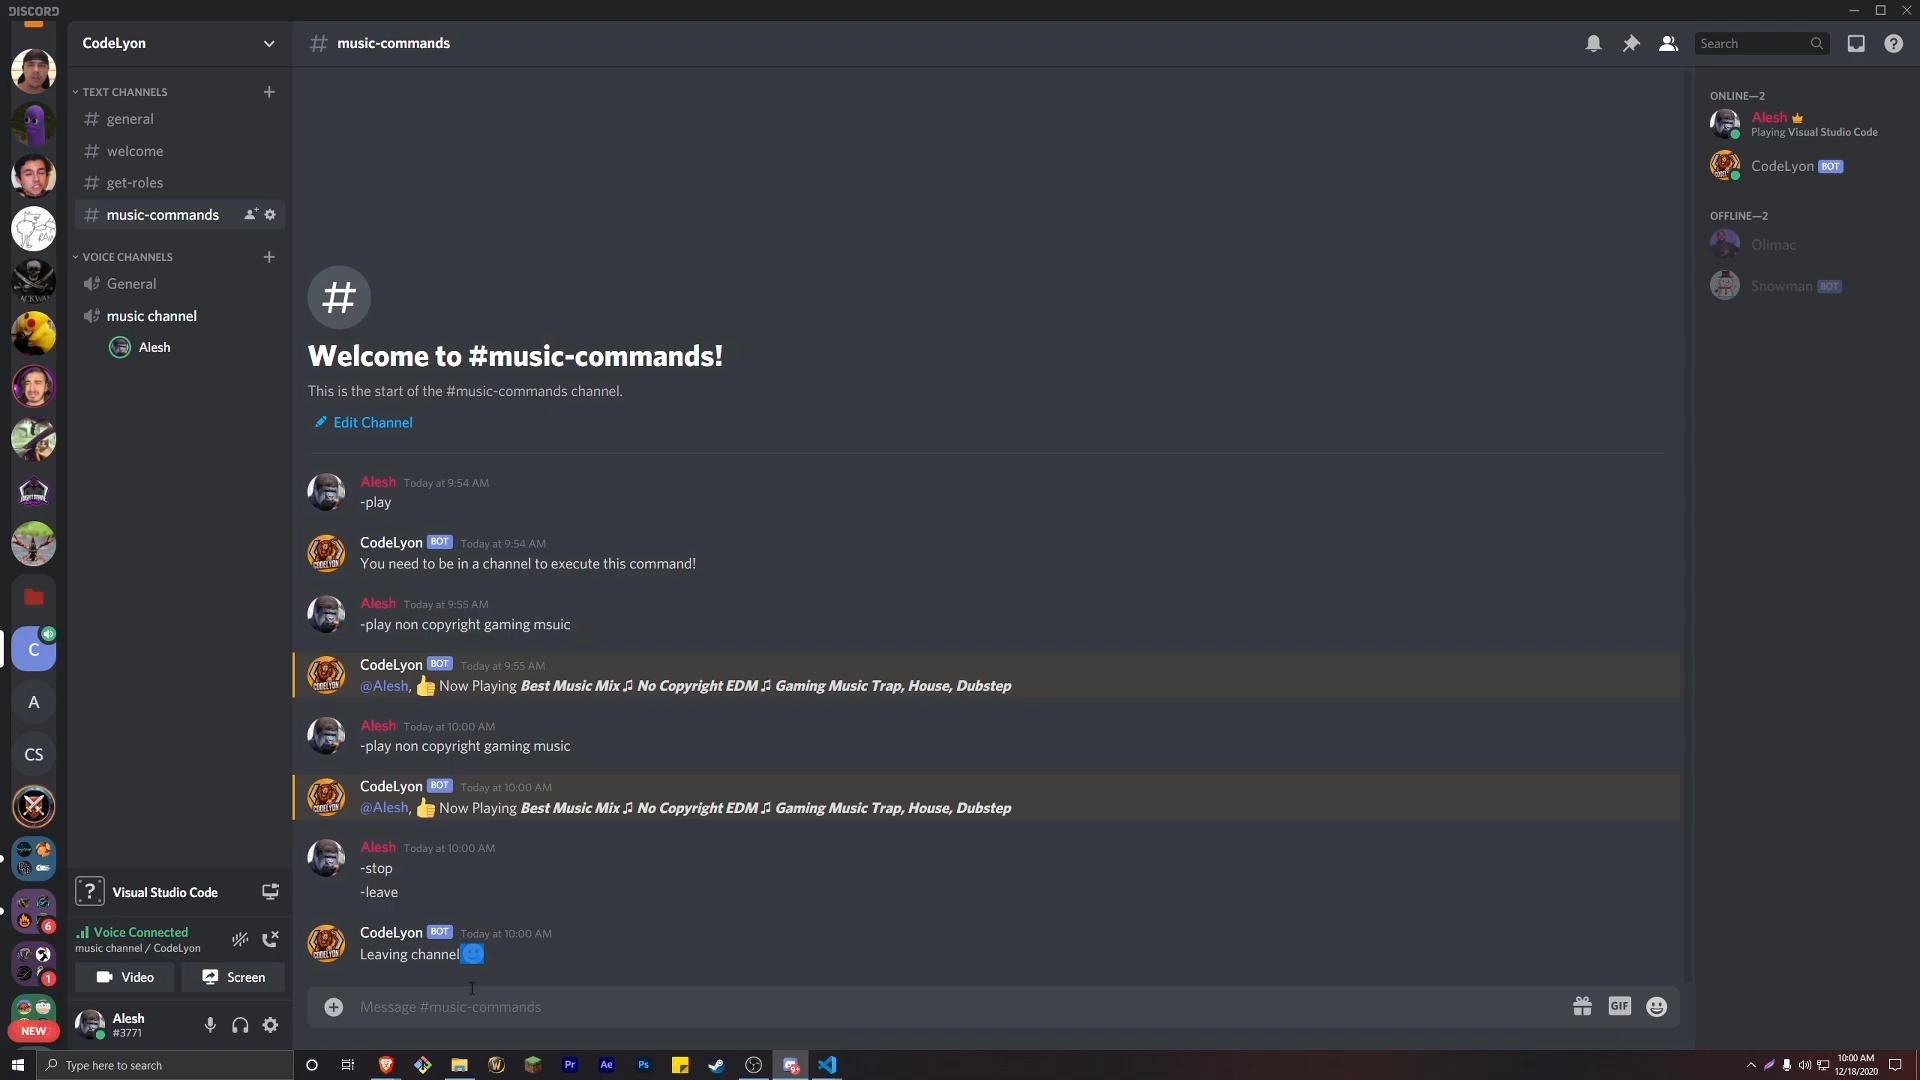 DISCORD
CodeLyon
music-commands
Search
TEXT CHANNELS
general
welcome
get-roles
music-commands
VOICE CHANNELS
General
music channel
Alesh
Welcome to #music-commands!
This is the start of the #music-commands channel.
Edit Channel
Alesh Today at 9:54 AM
-play
CodeLyon BOT Today at 9:54 AM
You need to be in a channel to execute this command!
Alesh Today at 9:55 AM
-play non copyright gaming msuic
CodeLyon BOT Today at 9:55 AM
@Alesh, 👍 Now Playing Best Music Mix ♫ No Copyright EDM ♫ Gaming Music Trap, House, Dubstep
Alesh Today at 10:00 AM
-play non copyright gaming music
CodeLyon BOT Today at 10:00 AM
@Alesh, 👍 Now Playing Best Music Mix ♫ No Copyright EDM ♫ Gaming Music Trap, House, Dubstep
Alesh Today at 10:00 AM
-stop
-leave
CodeLyon BOT Today at 10:00 AM
Leaving channel
Message #music-commands
GIF
ONLINE—2
Alesh
Playing Visual Studio Code
CodeLyon BOT
OFFLINE—2
Olimac
Snowman BOT
C
A
CS
6
1
NEW
Visual Studio Code
Voice Connected
music channel / CodeLyon
Video
Screen
Alesh
#3771
Type here to search
Pr
Ae
Ps
10:00 AM
12/18/2020